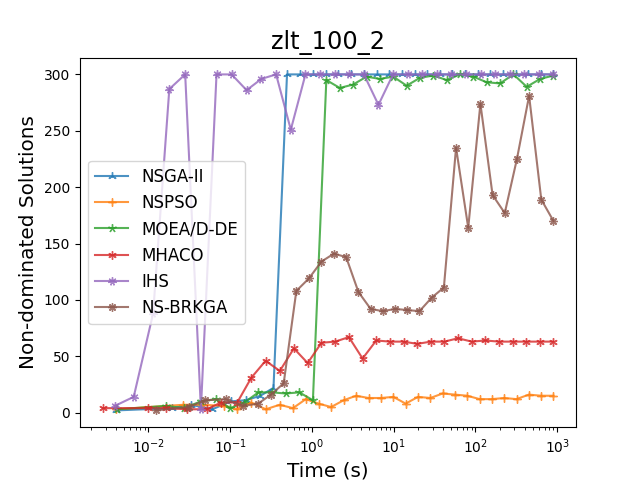 zlt_100_2
Non-dominated Solutions
300
250
200
150
100
50
0
NSGA-II
NSPSO
MOEA/D-DE
MHACO
IHS
NS-BRKGA
10⁻² 10⁻¹ 10⁰ 10¹ 10² 10³
Time (s)